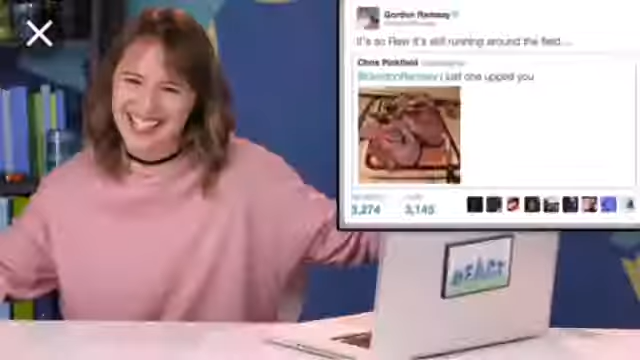 Gordon Ramsay
It's so Raw it's still running around the field...
Chris Pinkfield
@GordonRamsay I just one upped you
3,274 3,145
REACT